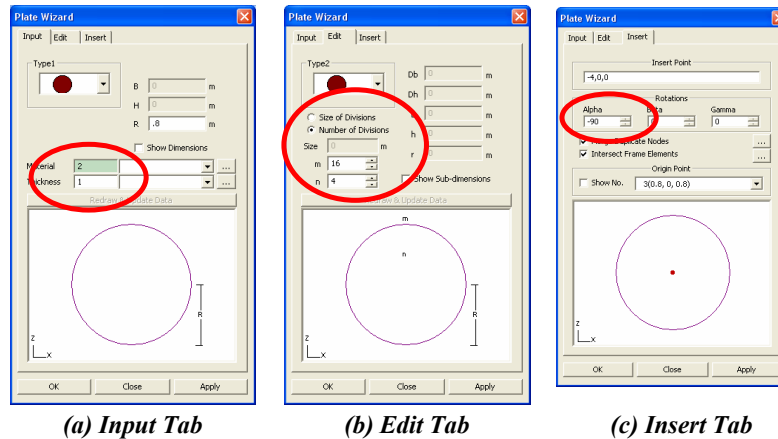 Plate Wizard
Input Edit Insert
Type1
B 0 m
H 0 m
R .8 m
Show Dimensions
Material 2 ...
Thickness 1 ...
Redraw & Update Data
R
Z
X
OK Close Apply
(a) Input Tab
Plate Wizard
Input Edit Insert
Type2
Db 0 m
Dh 0 m
m
h 0 m
r 0 m
Size of Divisions
Number of Divisions
Size 0 m
m 16
n 4
Show Sub-dimensions
& Update Data
m
n
R
Z
X
OK Close Apply
(b) Edit Tab
Plate Wizard
Input Edit Insert
Insert Point
-4,0,0
Rotations
Alpha Beta Gamma
-90 0
Duplicate Nodes ...
Intersect Frame Elements ...
Origin Point
Show No. 3(0.8, 0, 0.8)
Z
X
OK Close Apply
(c) Insert Tab